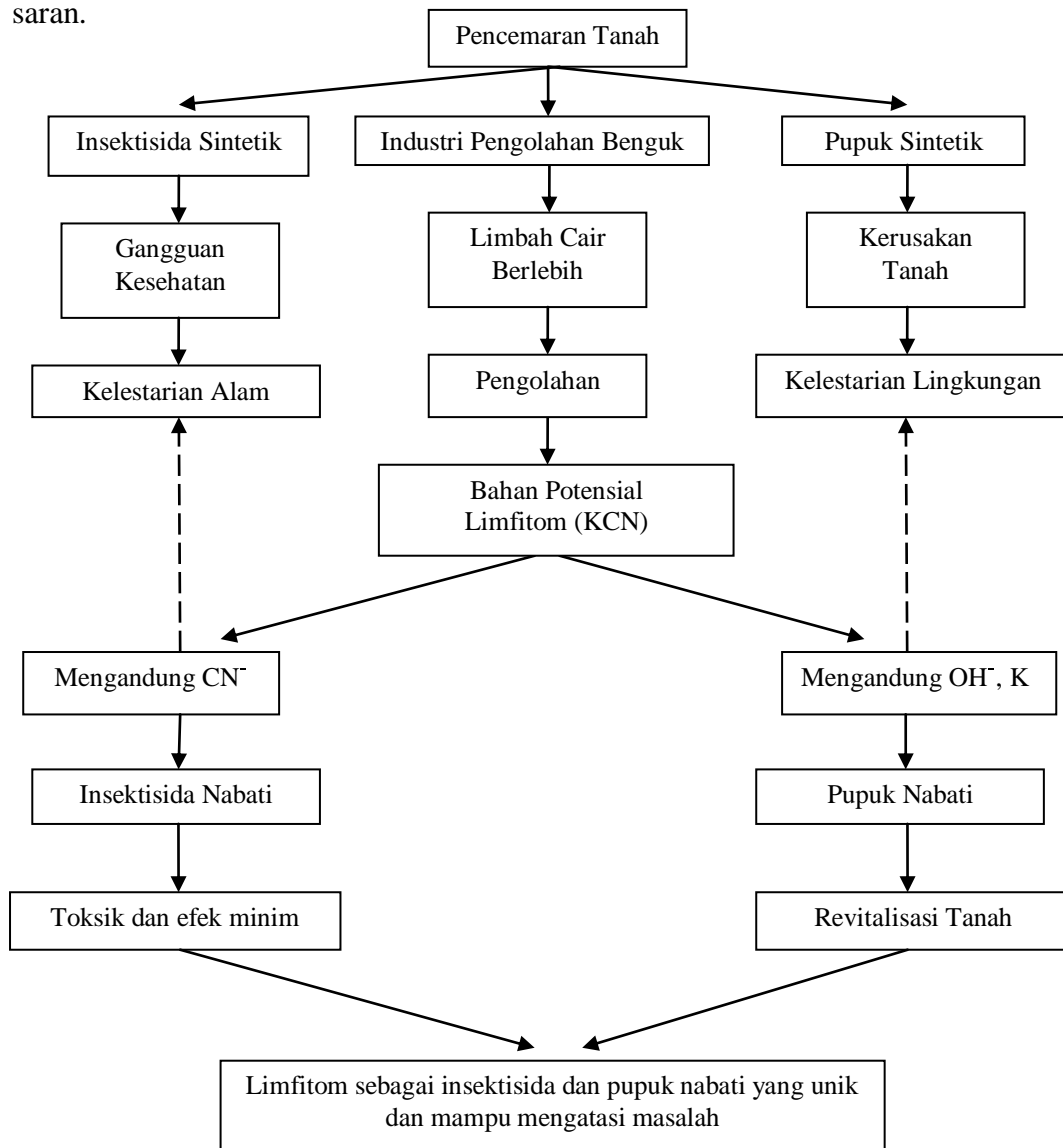 saran.
Pencemaran Tanah
Insektisida Sintetik
Industri Pengolahan Benguk
Pupuk Sintetik
Gangguan
Kesehatan
Limbah Cair
Berlebih
Kerusakan
Tanah
Kelestarian Alam
Pengolahan
Kelestarian Lingkungan
Bahan Potensial
Limfitom (KCN)
Mengandung CN⁻
Mengandung OH⁻, K
Insektisida Nabati
Pupuk Nabati
Toksik dan efek minim
Revitalisasi Tanah
Limfitom sebagai insektisida dan pupuk nabati yang unik
dan mampu mengatasi masalah